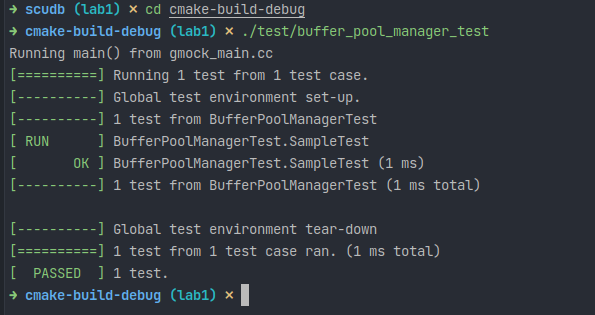 ➜ scudb (lab1) ✗ cd cmake-build-debug
➜ cmake-build-debug (lab1) ✗ ./test/buffer_pool_manager_test
Running main() from gmock_main.cc
[==========] Running 1 test from 1 test case.
[----------] Global test environment set-up.
[----------] 1 test from BufferPoolManagerTest
[ RUN      ] BufferPoolManagerTest.SampleTest
[       OK ] BufferPoolManagerTest.SampleTest (1 ms)
[----------] 1 test from BufferPoolManagerTest (1 ms total)
[----------] Global test environment tear-down
[==========] 1 test from 1 test case ran. (1 ms total)
[  PASSED  ] 1 test.
➜ cmake-build-debug (lab1) ✗